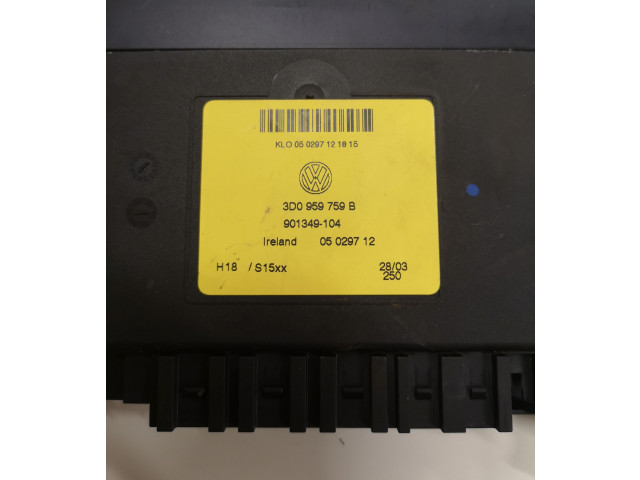 KLO 05 0297 12 18 15
VW
3D0 959 759 B
901349-104
Ireland 05 0297 12
H18 / S15xx 28/03
250